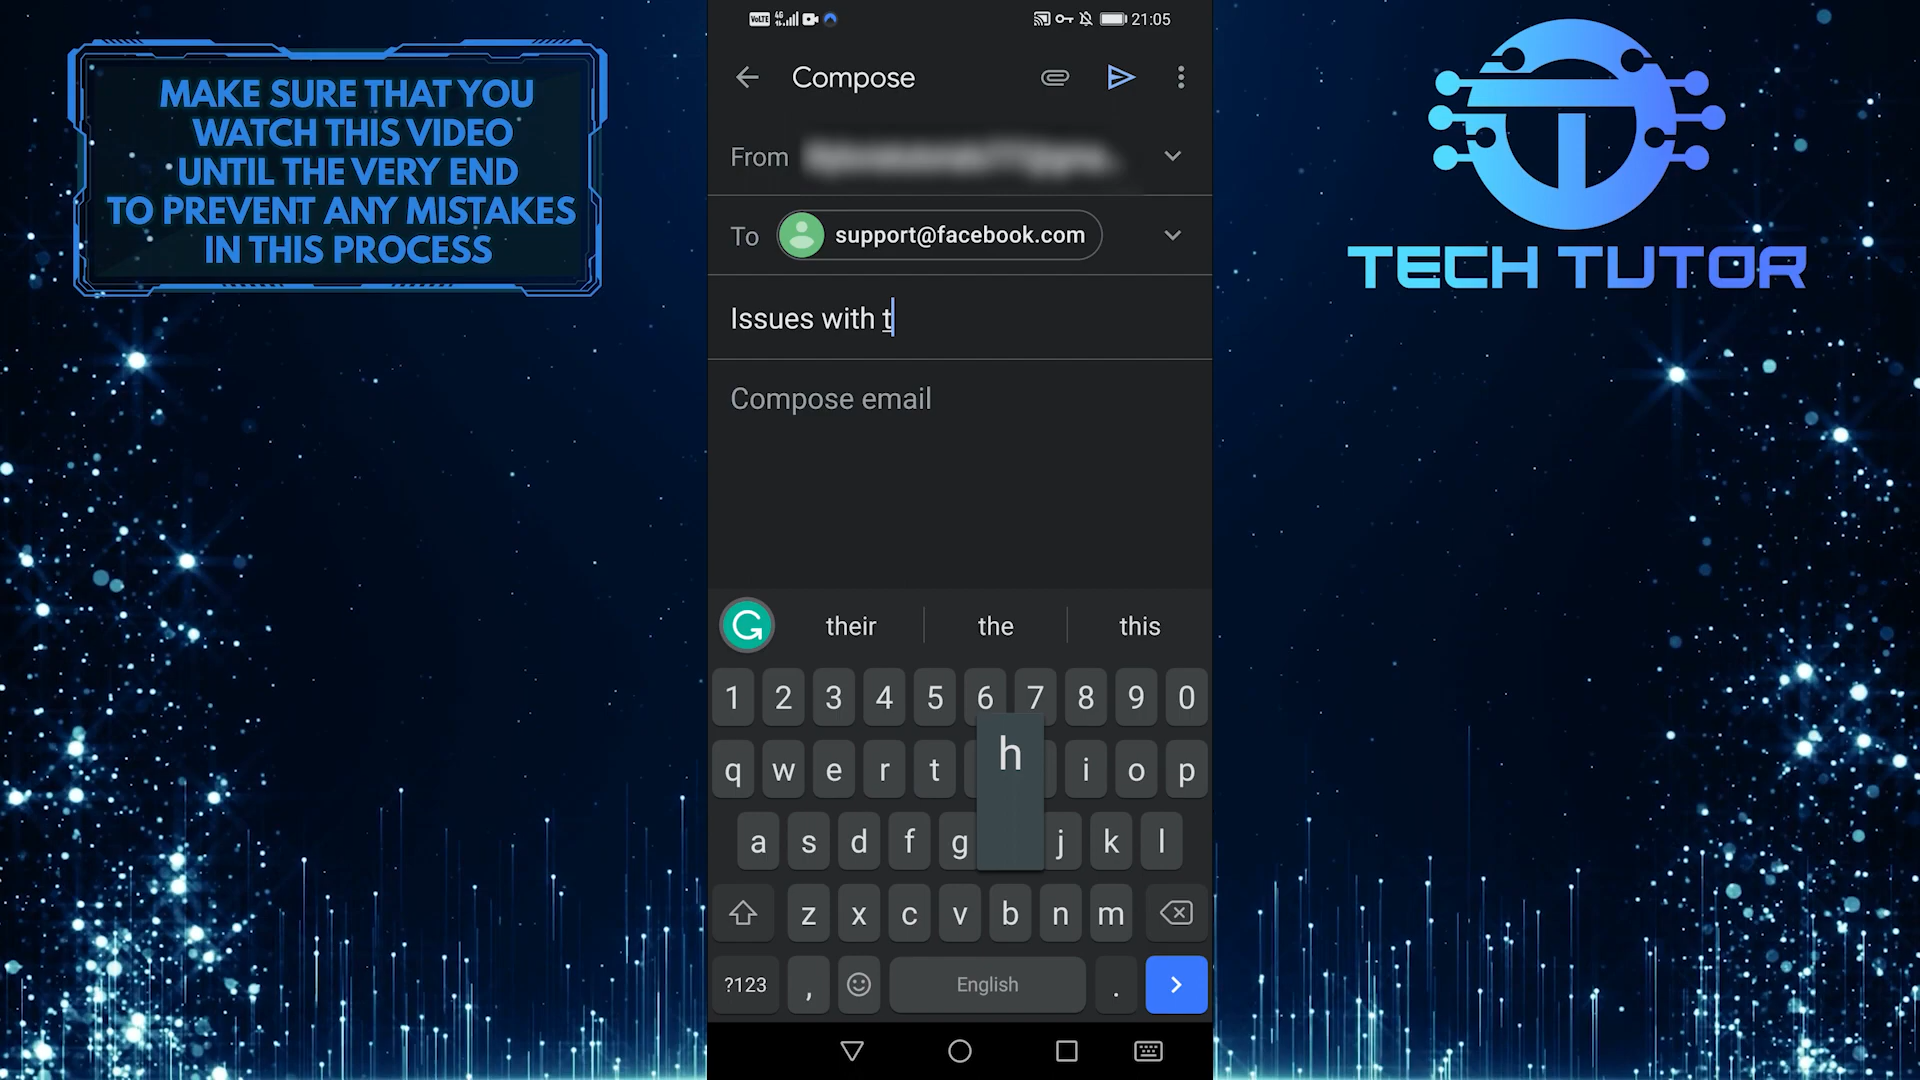 MAKE SURE THAT YOU
WATCH THIS VIDEO
UNTIL THE VERY END
TO PREVENT ANY MISTAKES
IN THIS PROCESS
VoLTE 4G 21:05
Compose
From
To support@facebook.com
Issues with t
Compose email
G their the this
1 2 3 4 5 6 7 8 9 0
q w e r t i o p
h
a s d f g j k l
z x c v b n m
?123 , English .
TECH TUTOR